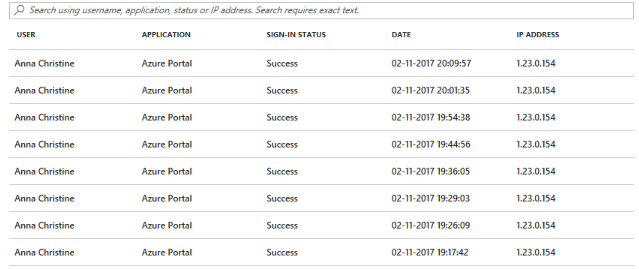 Search using username, application, status or IP address. Search requires exact text.
USER APPLICATION SIGN-IN STATUS DATE IP ADDRESS
Anna Christine Azure Portal Success 02-11-2017 20:09:57 1.23.0.154
Anna Christine Azure Portal Success 02-11-2017 20:01:35 1.23.0.154
Anna Christine Azure Portal Success 02-11-2017 19:54:38 1.23.0.154
Anna Christine Azure Portal Success 02-11-2017 19:44:56 1.23.0.154
Anna Christine Azure Portal Success 02-11-2017 19:36:05 1.23.0.154
Anna Christine Azure Portal Success 02-11-2017 19:29:03 1.23.0.154
Anna Christine Azure Portal Success 02-11-2017 19:26:09 1.23.0.154
Anna Christine Azure Portal Success 02-11-2017 19:17:42 1.23.0.154